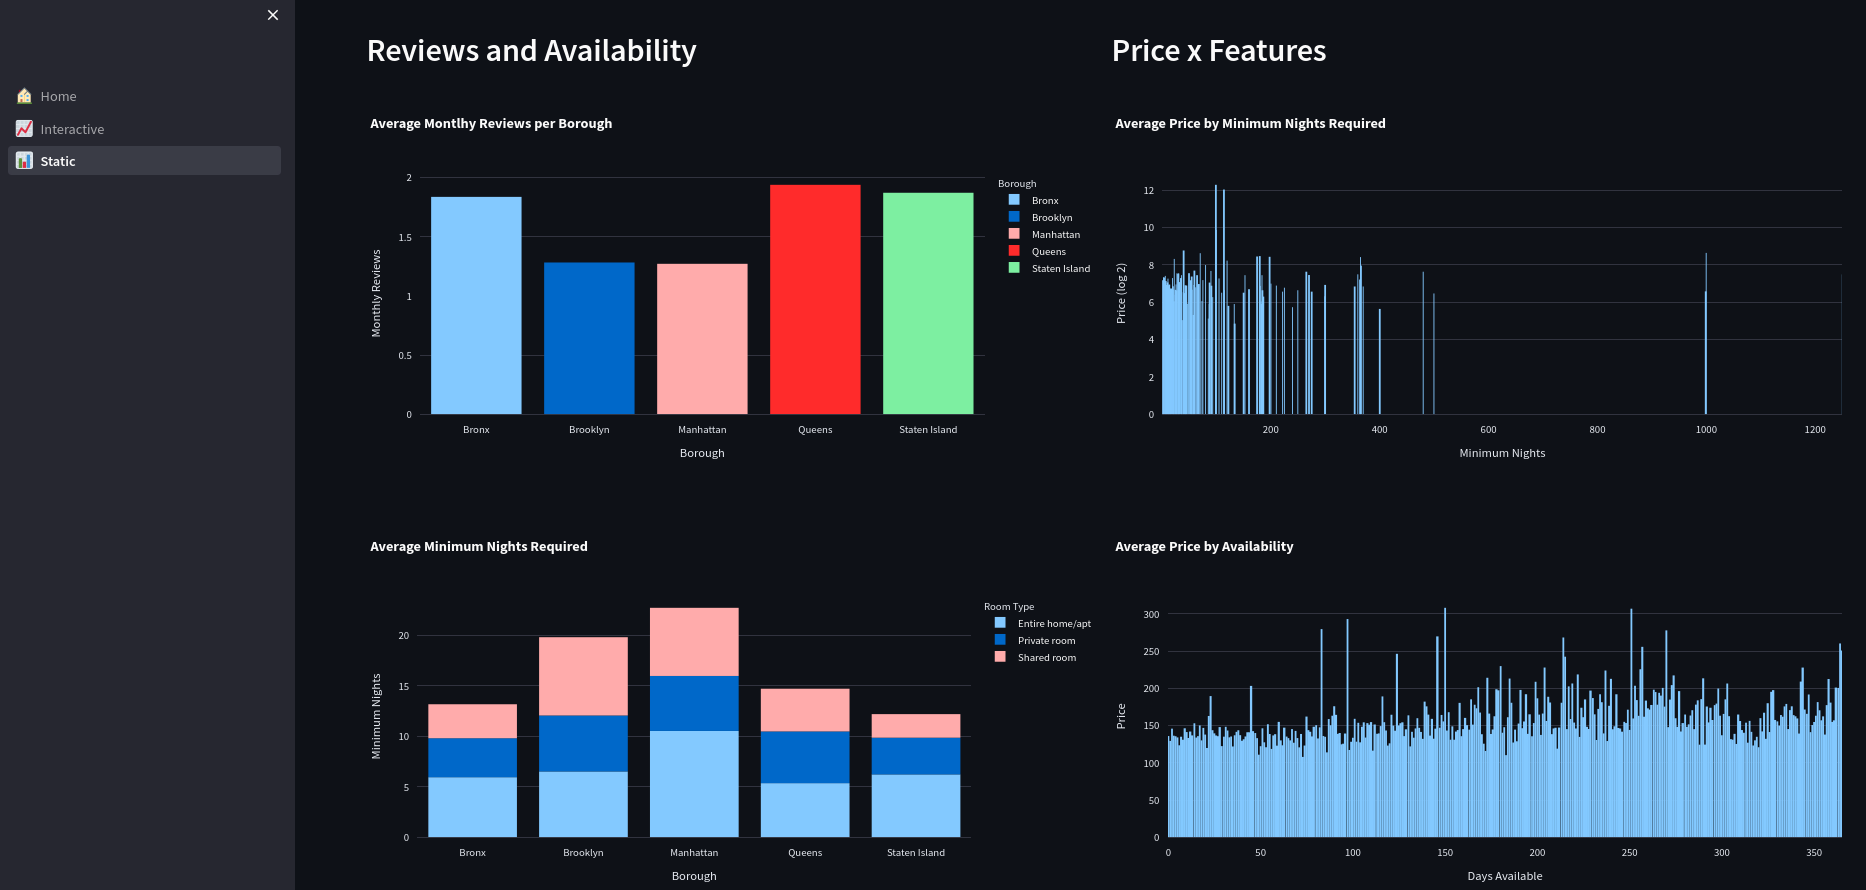 Home
Interactive
Static
Reviews and Availability
Average Montlhy Reviews per Borough
Monthly Reviews
2
1.5
1
0.5
0
Bronx Brooklyn Manhattan Queens Staten Island
Borough
Borough
Bronx
Brooklyn
Manhattan
Queens
Staten Island
Average Minimum Nights Required
Minimum Nights
20
15
10
5
0
Bronx Brooklyn Manhattan Queens Staten Island
Borough
Room Type
Entire home/apt
Private room
Shared room
Price x Features
Average Price by Minimum Nights Required
Price (log 2)
12
10
8
6
4
2
0
200 400 600 800 1000 1200
Minimum Nights
Average Price by Availability
Price
300
250
200
150
100
50
0
0 50 100 150 200 250 300 350
Days Available